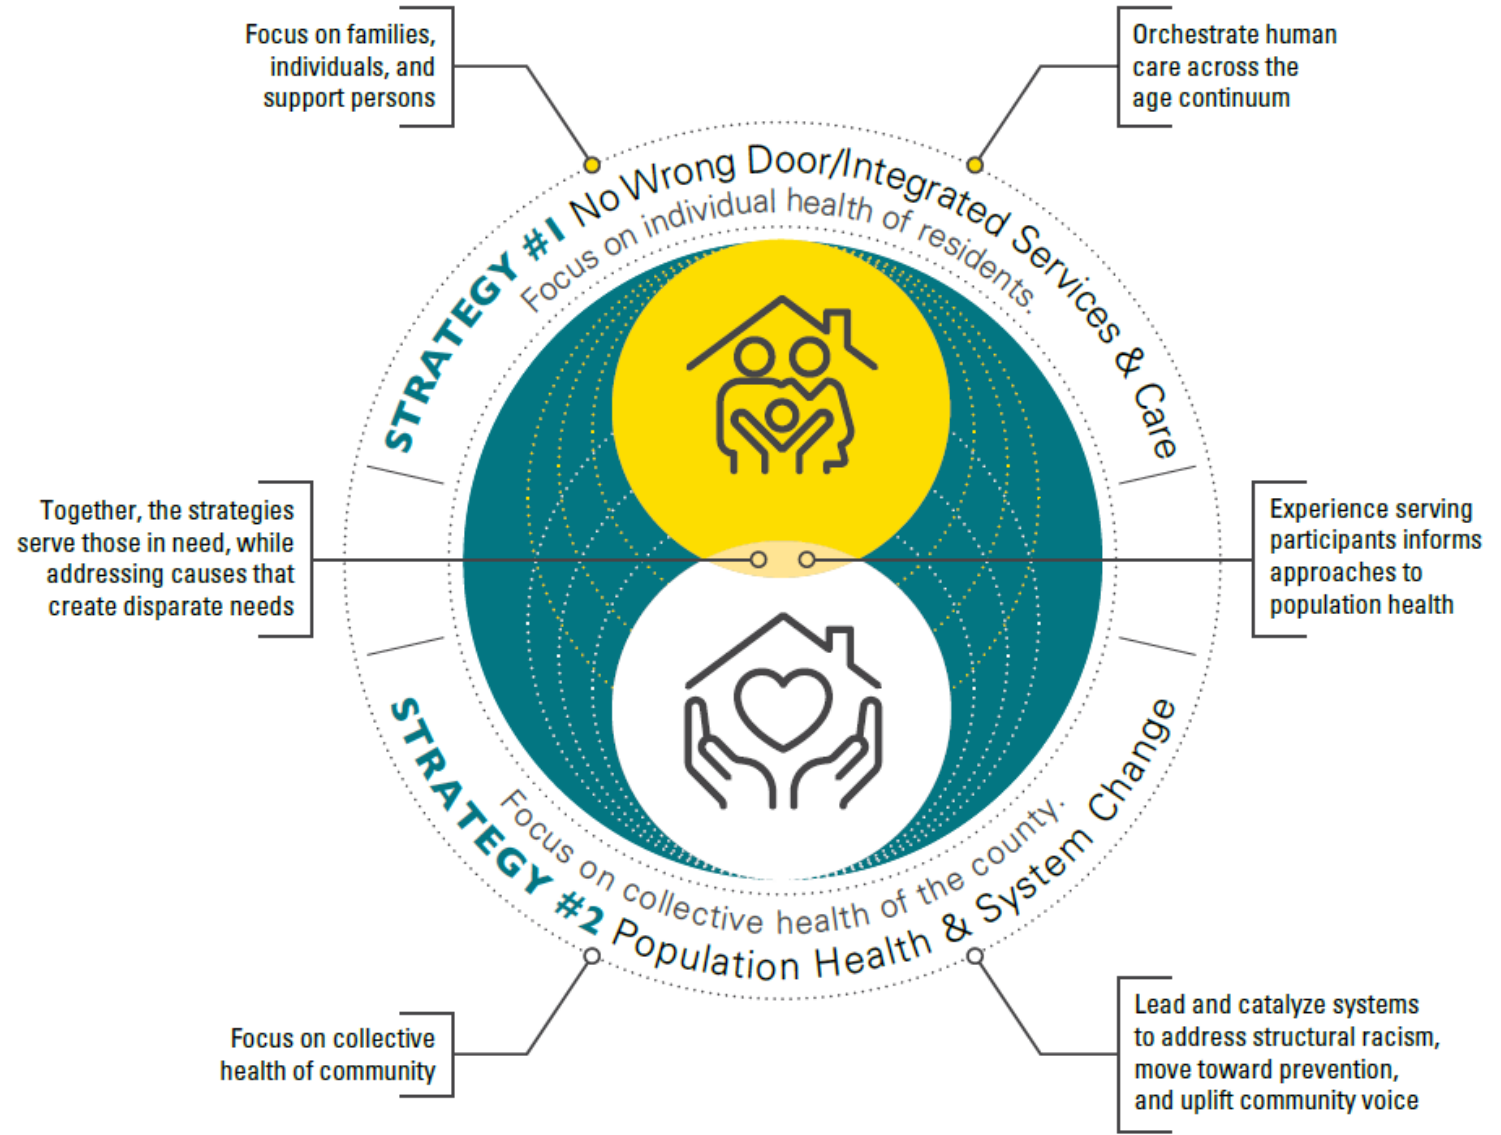 Focus on families,
individuals, and
support persons
Orchestrate human
care across the
age continuum
STRATEGY #1 No Wrong Door/Integrated Services & Care
Focus on individual health of residents.
Together, the strategies
serve those in need, while
addressing causes that
create disparate needs
Experience serving
participants informs
approaches to
population health
Focus on collective health of the county.
STRATEGY #2 Population Health & System Change
Focus on collective
health of community
Lead and catalyze systems
to address structural racism,
move toward prevention,
and uplift community voice